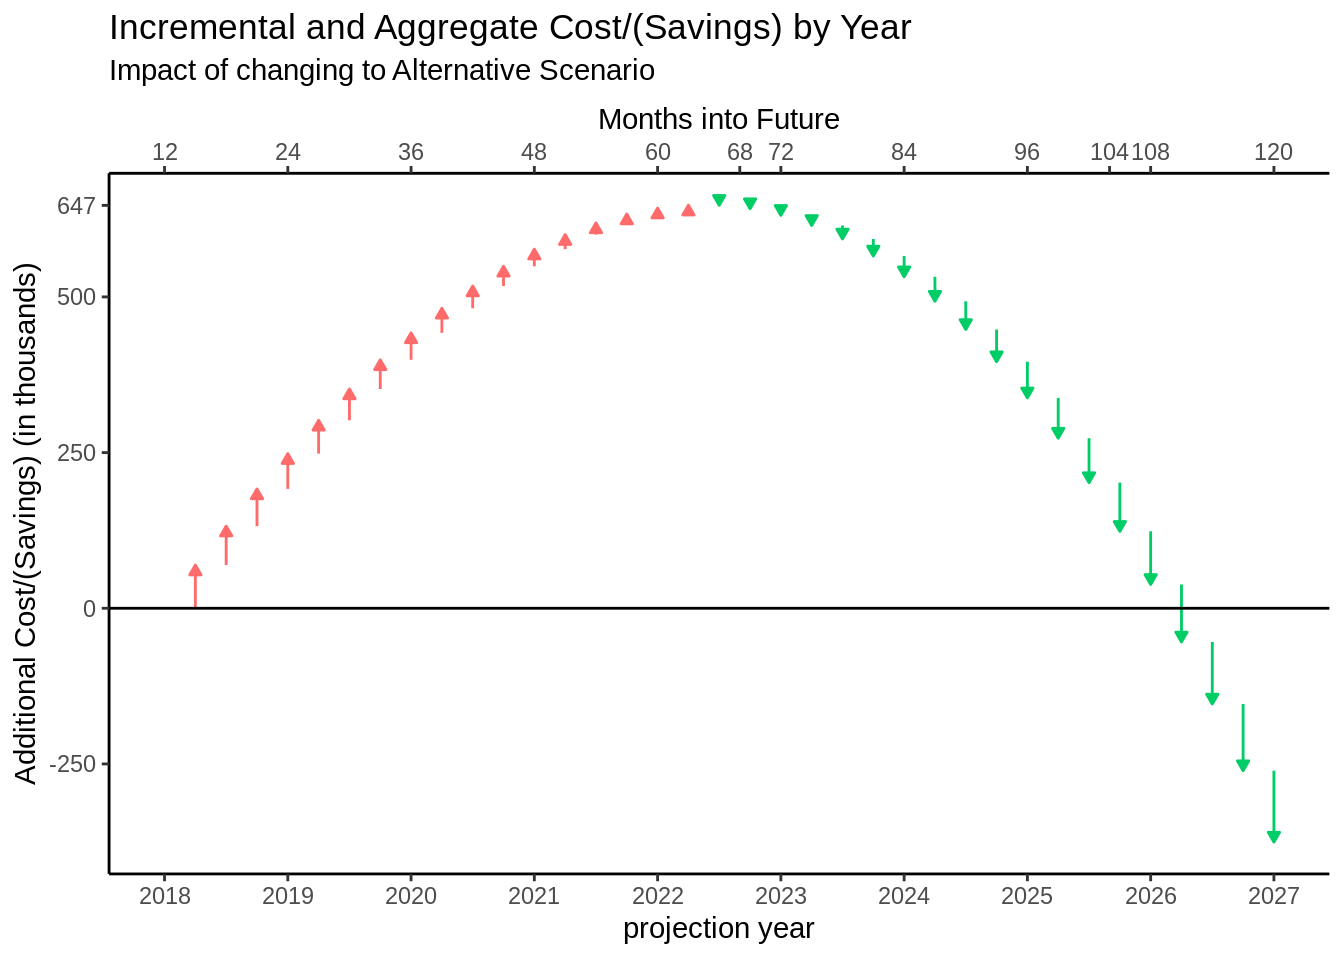 Incremental and Aggregate Cost/(Savings) by Year
Impact of changing to Alternative Scenario
Months into Future
12 24 36 48 60 68 72 84 96 104 108 120
Additional Cost/(Savings) (in thousands)
647
500
250
0
-250
2018 2019 2020 2021 2022 2023 2024 2025 2026 2027
projection year